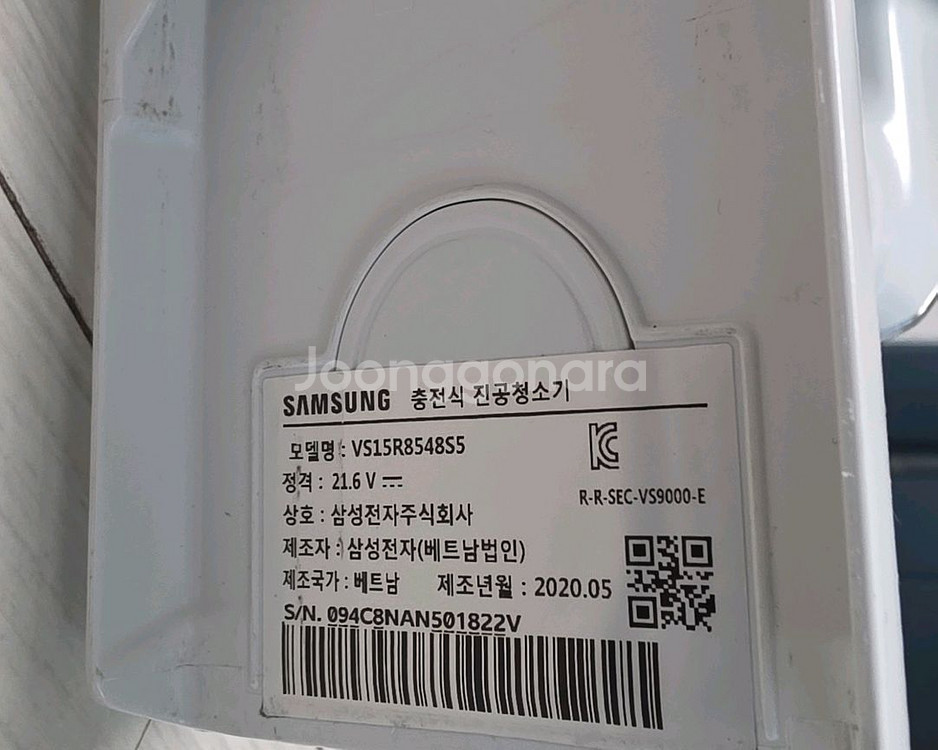 Joonggonara
SAMSUNG 충전식 진공청소기
모델명 : VS15R8548S5
정격 : 21.6 V
R-R-SEC-VS9000-E
상호 : 삼성전자주식회사
제조자 : 삼성전자(베트남법인)
제조국가 : 베트남 제조년월 : 2020.05
S/N. 094C8NAN501822V